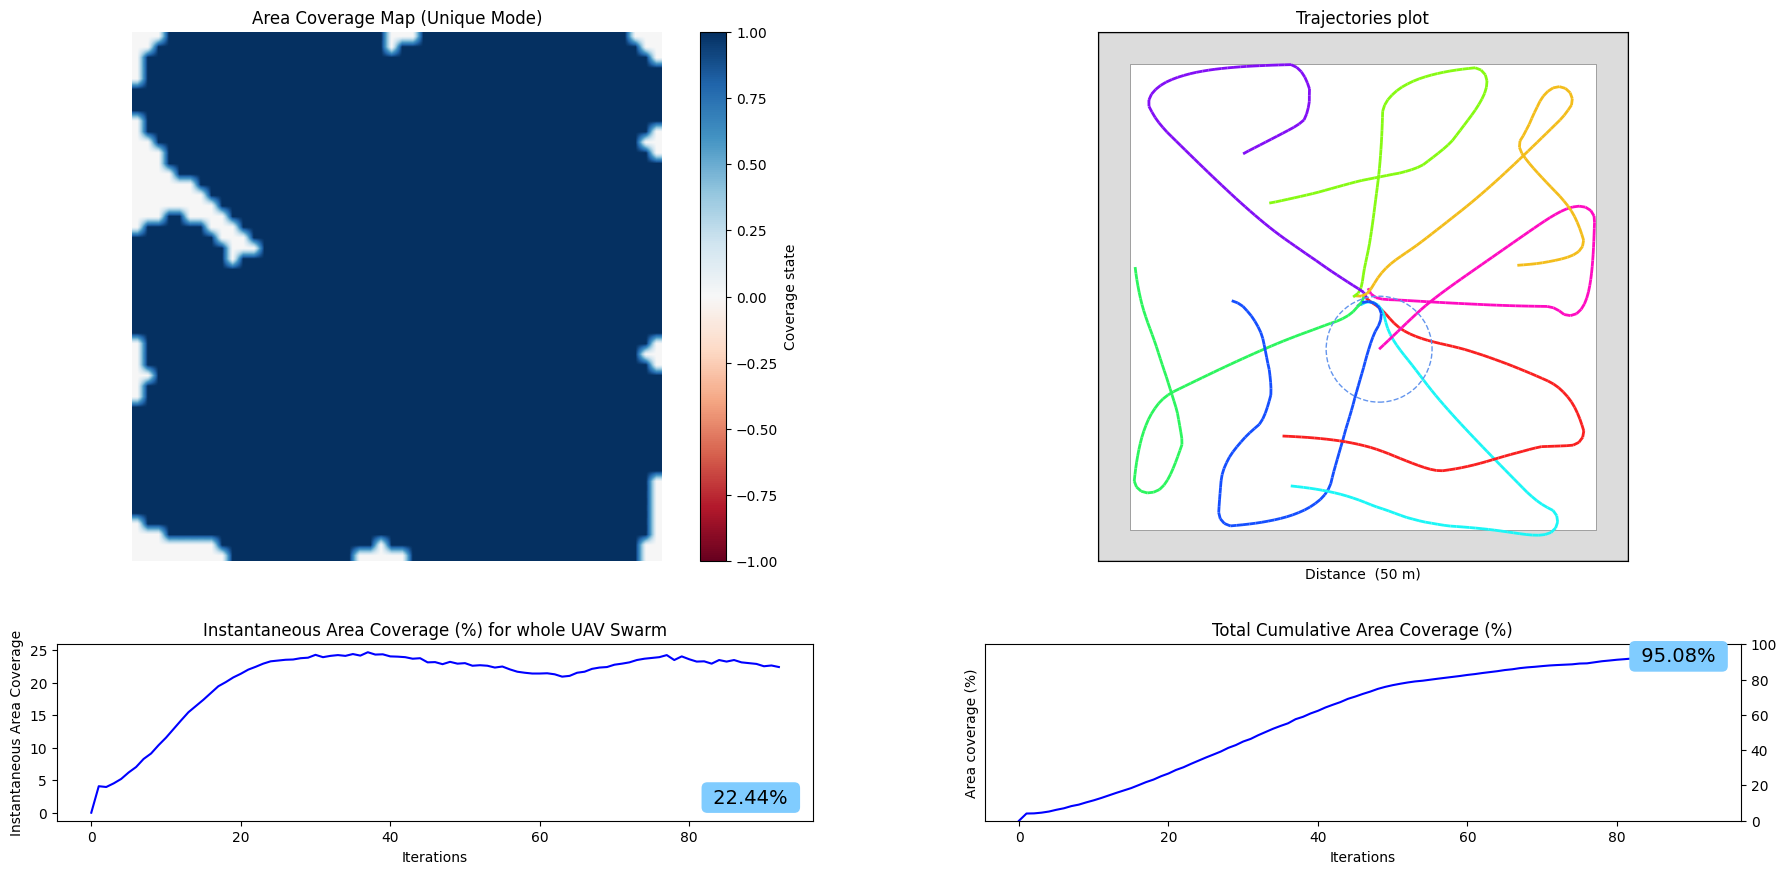 Area Coverage Map (Unique Mode)
1.00
0.75
0.50
0.25
0.00
−0.25
−0.50
−0.75
−1.00
Coverage state
Trajectories plot
Distance  (50 m)
Instantaneous Area Coverage (%) for whole UAV Swarm
Instantaneous Area Coverage
25
20
15
10
5
0
22.44%
0 20 40 60 80
Iterations
Total Cumulative Area Coverage (%)
Area coverage (%)
95.08%
100
80
60
40
20
0
0 20 40 60 80
Iterations